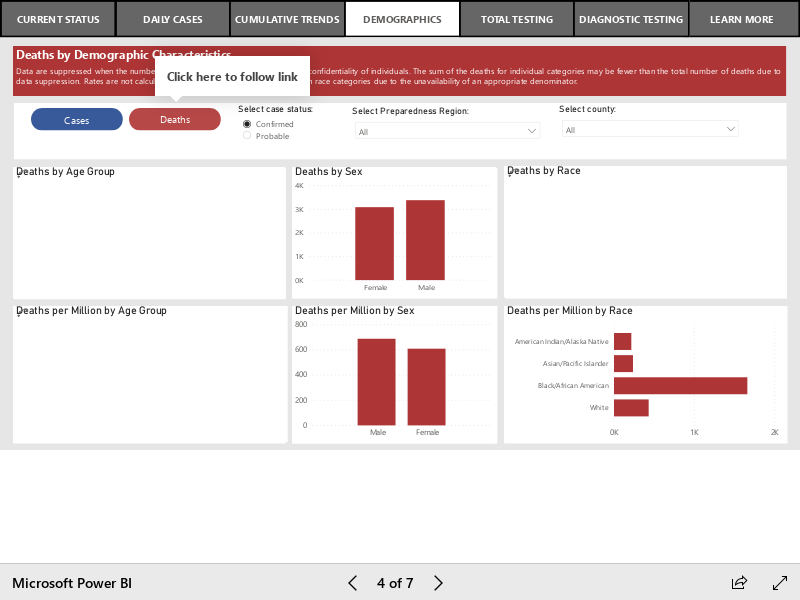 CURRENT STATUS
DAILY CASES
CUMULATIVE TRENDS
DEMOGRAPHICS
TOTAL TESTING
DIAGNOSTIC TESTING
LEARN MORE
Deaths by Demographic Characteristics
Data are suppressed when the numbe confidentiality of individuals. The sum of the deaths for individual categories may be fewer than the total number of deaths due to
data suppression. Rates are not calcul race categories due to the unavailability of an appropriate denominator.
Click here to follow link
Cases
Deaths
Select case status:
Confirmed
Probable
Select Preparedness Region:
All
Select county:
All
Deaths by Age Group
Deaths by Sex
4K
3K
2K
1K
0K
Female
Male
Deaths by Race
Deaths per Million by Age Group
Deaths per Million by Sex
800
600
400
200
0
Male
Female
Deaths per Million by Race
American Indian/Alaska Native
Asian/Pacific Islander
Black/African American
White
0K
1K
2K
Microsoft Power BI
4 of 7